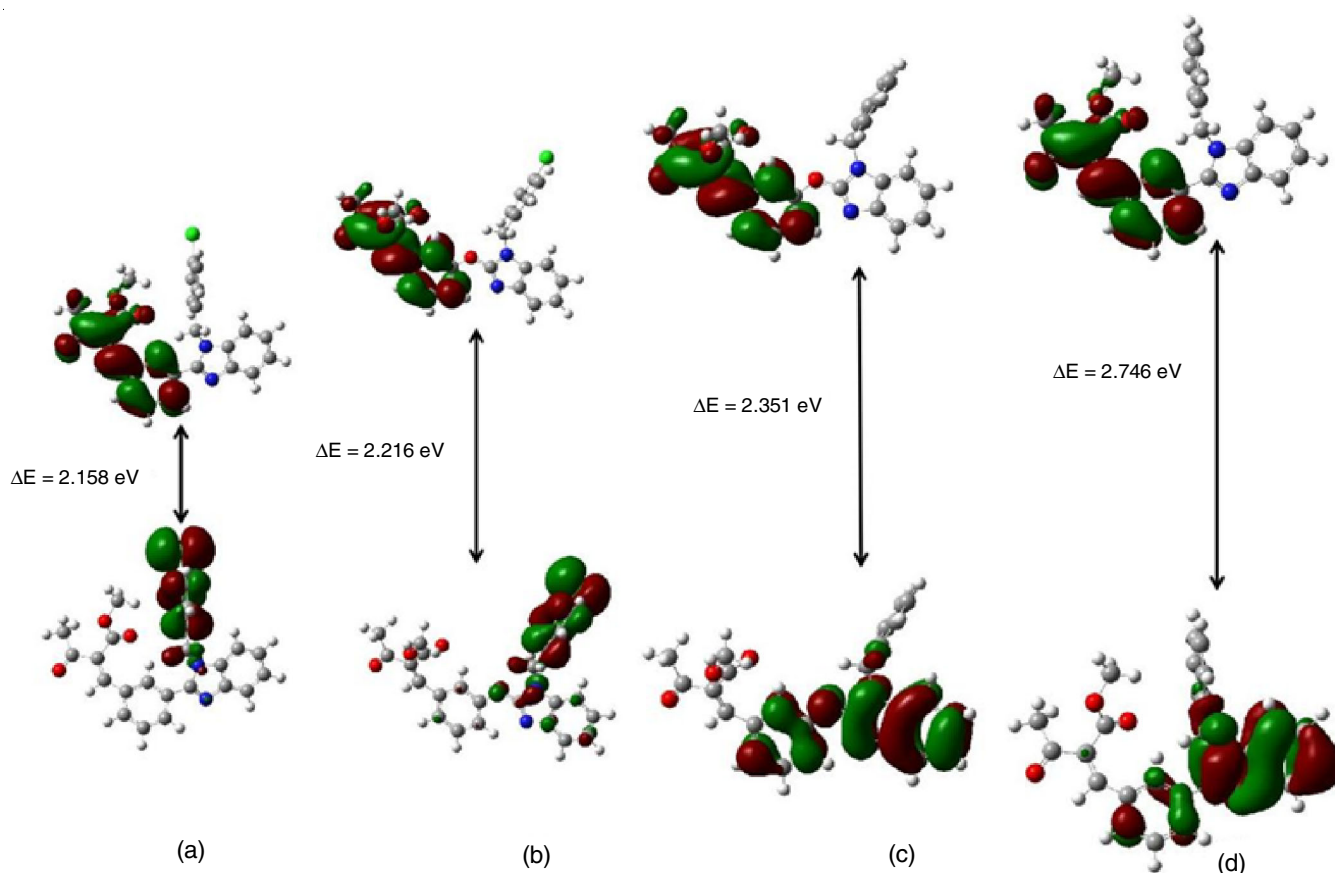 ΔE = 2.158 eV
ΔE = 2.216 eV
ΔE = 2.351 eV
ΔE = 2.746 eV
(a)
(b)
(c)
(d)